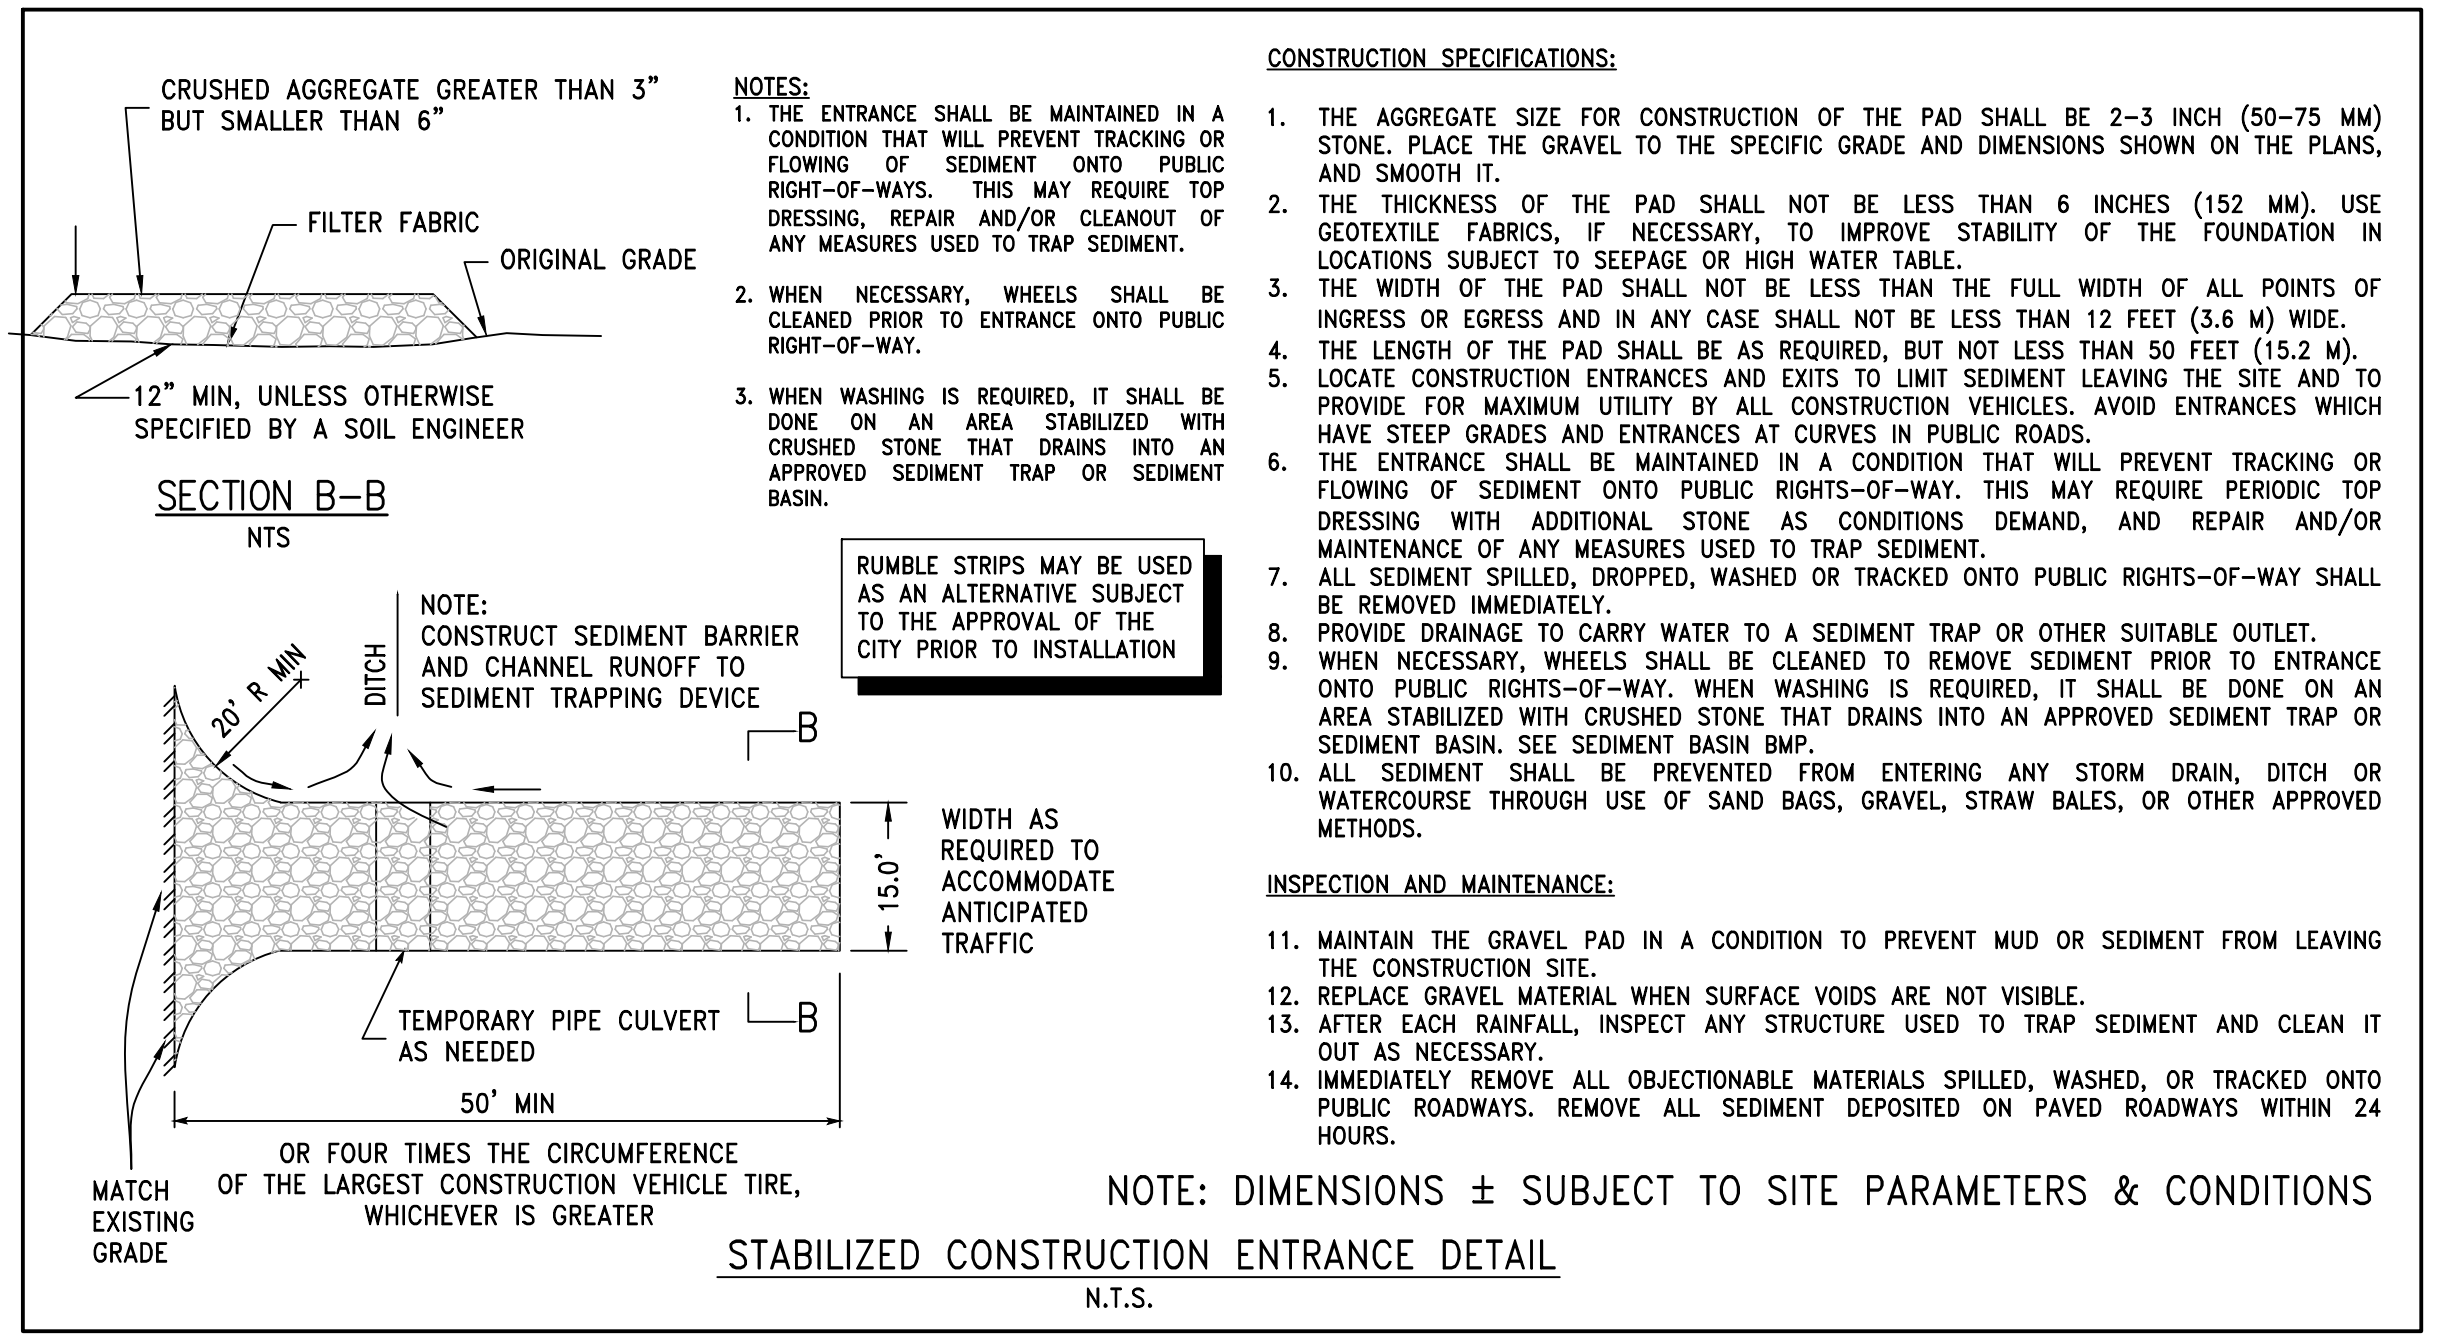 CRUSHED AGGREGATE GREATER THAN 3”
BUT SMALLER THAN 6”
FILTER FABRIC
ORIGINAL GRADE
12” MIN, UNLESS OTHERWISE
SPECIFIED BY A SOIL ENGINEER
SECTION B-B
NTS
NOTES:
1. THE ENTRANCE SHALL BE MAINTAINED IN A
CONDITION THAT WILL PREVENT TRACKING OR
FLOWING OF SEDIMENT ONTO PUBLIC
RIGHT-OF-WAYS. THIS MAY REQUIRE TOP
DRESSING, REPAIR AND/OR CLEANOUT OF
ANY MEASURES USED TO TRAP SEDIMENT.
2. WHEN NECESSARY, WHEELS SHALL BE
CLEANED PRIOR TO ENTRANCE ONTO PUBLIC
RIGHT-OF-WAY.
3. WHEN WASHING IS REQUIRED, IT SHALL BE
DONE ON AN AREA STABILIZED WITH
CRUSHED STONE THAT DRAINS INTO AN
APPROVED SEDIMENT TRAP OR SEDIMENT
BASIN.
RUMBLE STRIPS MAY BE USED
AS AN ALTERNATIVE SUBJECT
TO THE APPROVAL OF THE
CITY PRIOR TO INSTALLATION
NOTE:
CONSTRUCT SEDIMENT BARRIER
AND CHANNEL RUNOFF TO
SEDIMENT TRAPPING DEVICE
DITCH
20’ R MIN
B
15.0’
WIDTH AS
REQUIRED TO
ACCOMMODATE
ANTICIPATED
TRAFFIC
B
TEMPORARY PIPE CULVERT
AS NEEDED
50’ MIN
OR FOUR TIMES THE CIRCUMFERENCE
OF THE LARGEST CONSTRUCTION VEHICLE TIRE,
WHICHEVER IS GREATER
MATCH
EXISTING
GRADE
CONSTRUCTION SPECIFICATIONS:
1. THE AGGREGATE SIZE FOR CONSTRUCTION OF THE PAD SHALL BE 2-3 INCH (50-75 MM)
STONE. PLACE THE GRAVEL TO THE SPECIFIC GRADE AND DIMENSIONS SHOWN ON THE PLANS,
AND SMOOTH IT.
2. THE THICKNESS OF THE PAD SHALL NOT BE LESS THAN 6 INCHES (152 MM). USE
GEOTEXTILE FABRICS, IF NECESSARY, TO IMPROVE STABILITY OF THE FOUNDATION IN
LOCATIONS SUBJECT TO SEEPAGE OR HIGH WATER TABLE.
3. THE WIDTH OF THE PAD SHALL NOT BE LESS THAN THE FULL WIDTH OF ALL POINTS OF
INGRESS OR EGRESS AND IN ANY CASE SHALL NOT BE LESS THAN 12 FEET (3.6 M) WIDE.
4. THE LENGTH OF THE PAD SHALL BE AS REQUIRED, BUT NOT LESS THAN 50 FEET (15.2 M).
5. LOCATE CONSTRUCTION ENTRANCES AND EXITS TO LIMIT SEDIMENT LEAVING THE SITE AND TO
PROVIDE FOR MAXIMUM UTILITY BY ALL CONSTRUCTION VEHICLES. AVOID ENTRANCES WHICH
HAVE STEEP GRADES AND ENTRANCES AT CURVES IN PUBLIC ROADS.
6. THE ENTRANCE SHALL BE MAINTAINED IN A CONDITION THAT WILL PREVENT TRACKING OR
FLOWING OF SEDIMENT ONTO PUBLIC RIGHTS-OF-WAY. THIS MAY REQUIRE PERIODIC TOP
DRESSING WITH ADDITIONAL STONE AS CONDITIONS DEMAND, AND REPAIR AND/OR
MAINTENANCE OF ANY MEASURES USED TO TRAP SEDIMENT.
7. ALL SEDIMENT SPILLED, DROPPED, WASHED OR TRACKED ONTO PUBLIC RIGHTS-OF-WAY SHALL
BE REMOVED IMMEDIATELY.
8. PROVIDE DRAINAGE TO CARRY WATER TO A SEDIMENT TRAP OR OTHER SUITABLE OUTLET.
9. WHEN NECESSARY, WHEELS SHALL BE CLEANED TO REMOVE SEDIMENT PRIOR TO ENTRANCE
ONTO PUBLIC RIGHTS-OF-WAY. WHEN WASHING IS REQUIRED, IT SHALL BE DONE ON AN
AREA STABILIZED WITH CRUSHED STONE THAT DRAINS INTO AN APPROVED SEDIMENT TRAP OR
SEDIMENT BASIN. SEE SEDIMENT BASIN BMP.
10. ALL SEDIMENT SHALL BE PREVENTED FROM ENTERING ANY STORM DRAIN, DITCH OR
WATERCOURSE THROUGH USE OF SAND BAGS, GRAVEL, STRAW BALES, OR OTHER APPROVED
METHODS.
INSPECTION AND MAINTENANCE:
11. MAINTAIN THE GRAVEL PAD IN A CONDITION TO PREVENT MUD OR SEDIMENT FROM LEAVING
THE CONSTRUCTION SITE.
12. REPLACE GRAVEL MATERIAL WHEN SURFACE VOIDS ARE NOT VISIBLE.
13. AFTER EACH RAINFALL, INSPECT ANY STRUCTURE USED TO TRAP SEDIMENT AND CLEAN IT
OUT AS NECESSARY.
14. IMMEDIATELY REMOVE ALL OBJECTIONABLE MATERIALS SPILLED, WASHED, OR TRACKED ONTO
PUBLIC ROADWAYS. REMOVE ALL SEDIMENT DEPOSITED ON PAVED ROADWAYS WITHIN 24
HOURS.
NOTE: DIMENSIONS ± SUBJECT TO SITE PARAMETERS & CONDITIONS
STABILIZED CONSTRUCTION ENTRANCE DETAIL
N.T.S.